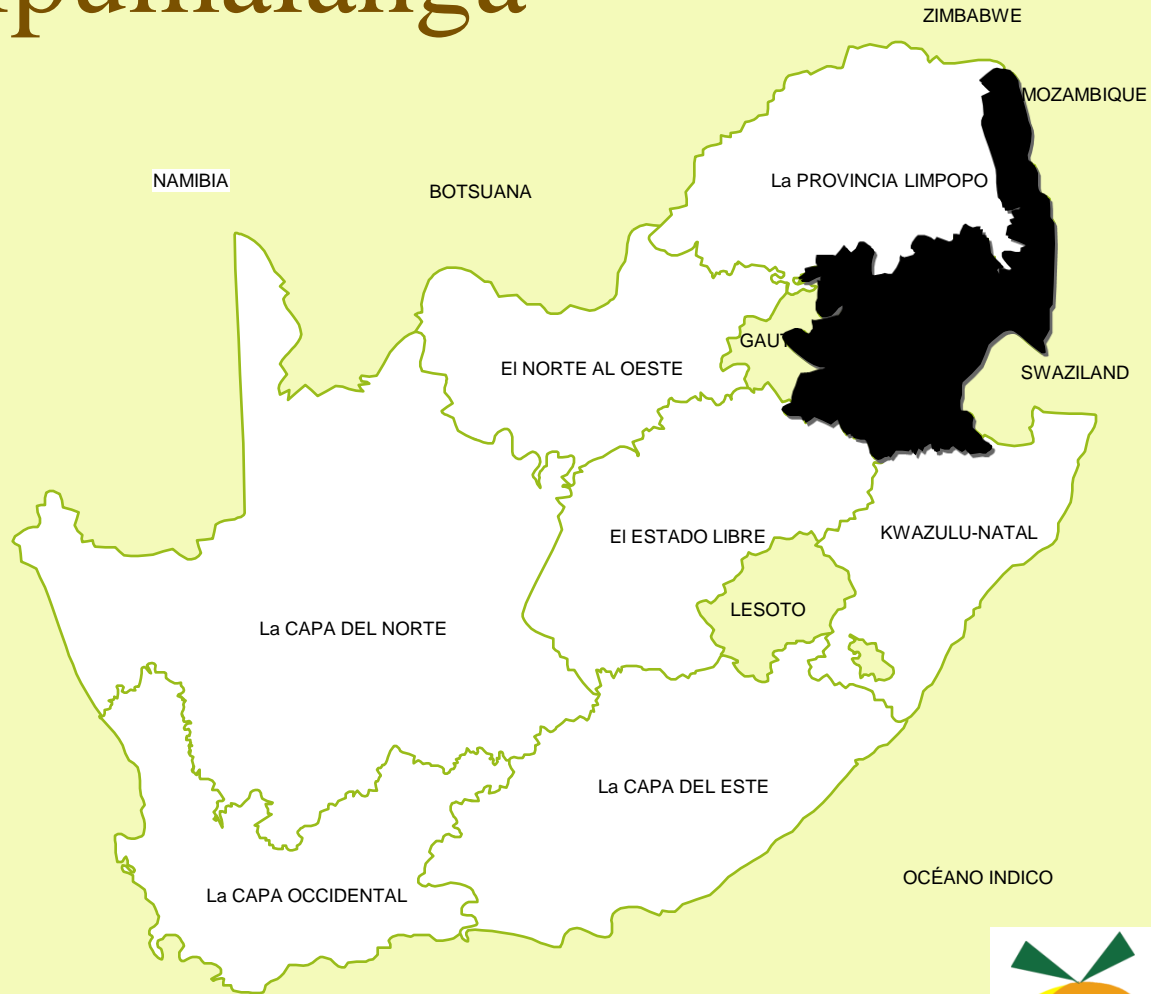 ZIMBABWE
MOZAMBIQUE
NAMIBIA
BOTSUANA
La PROVINCIA LIMPOPO
El NORTE AL OESTE
SWAZILAND
El ESTADO LIBRE
KWAZULU-NATAL
LESOTO
La CAPA DEL NORTE
La CAPA DEL ESTE
La CAPA OCCIDENTAL
OCÉANO INDICO